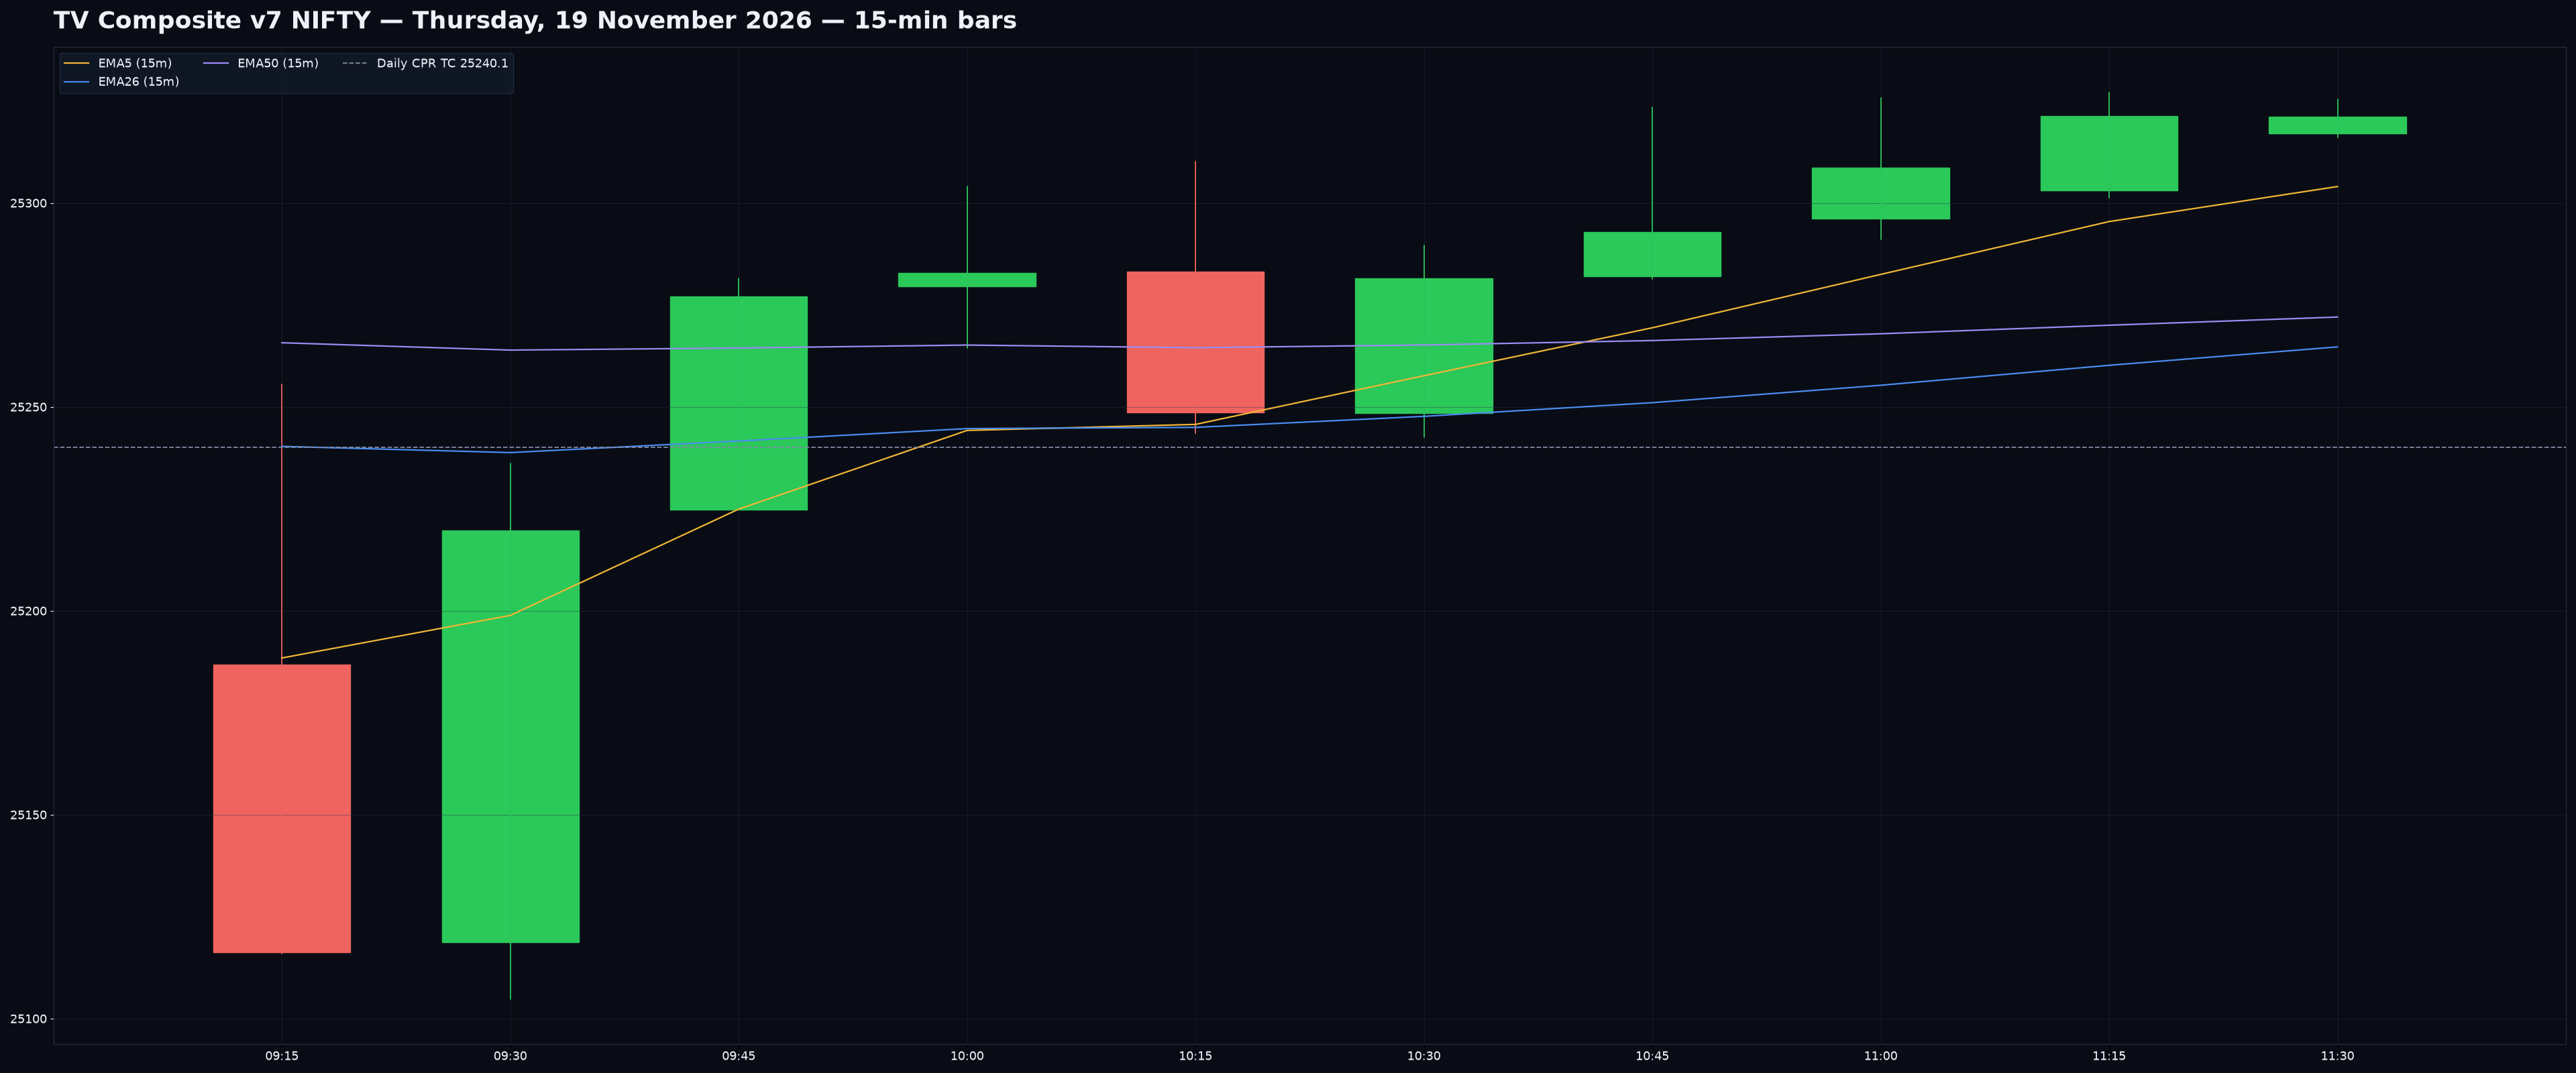 TV Composite v7 NIFTY — Thursday, 19 November 2026 — 15-min bars
EMA5 (15m) EMA50 (15m) Daily CPR TC 25240.1
EMA26 (15m)
25300
25250
25200
25150
25100
09:15 09:30 09:45 10:00 10:15 10:30 10:45 11:00 11:15 11:30